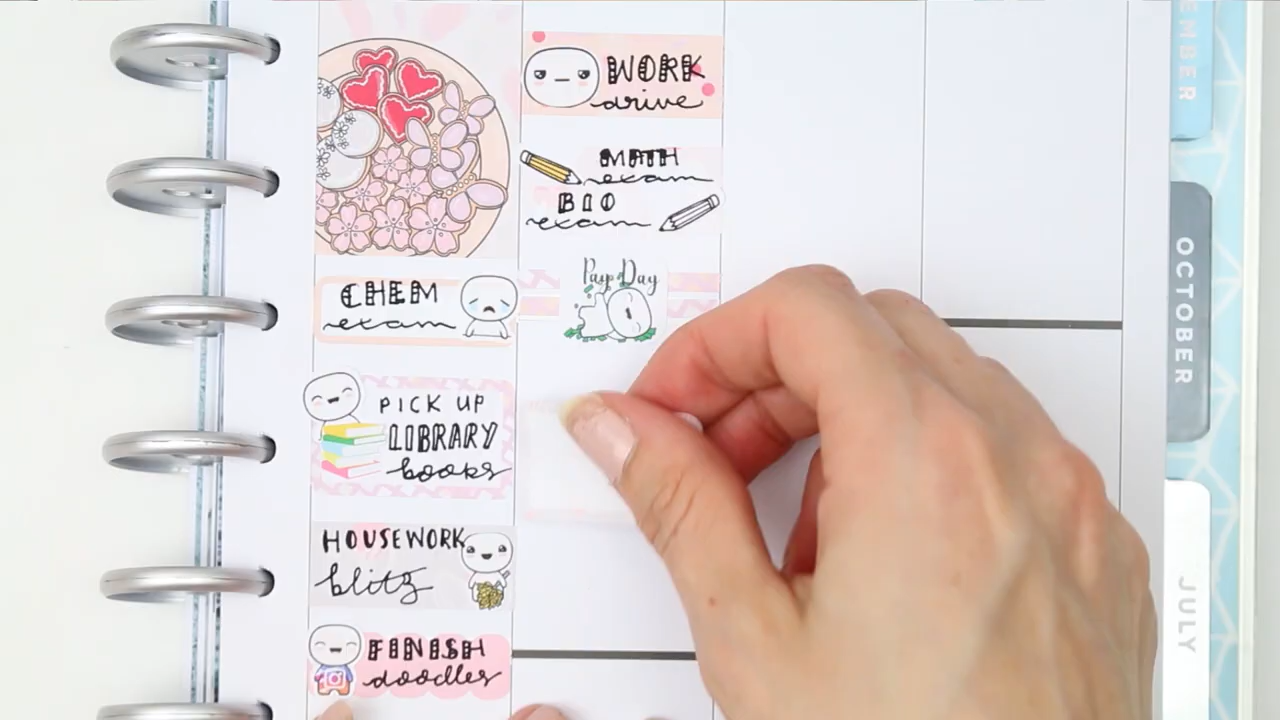 CHEM
exam
PICK UP
LIBRARY
books
HOUSEWORK
blitz
FINISH
doodles
WORK
drive
MATH
exam
BIO
exam
Pay Day
EMBER
OCTOBER
JULY